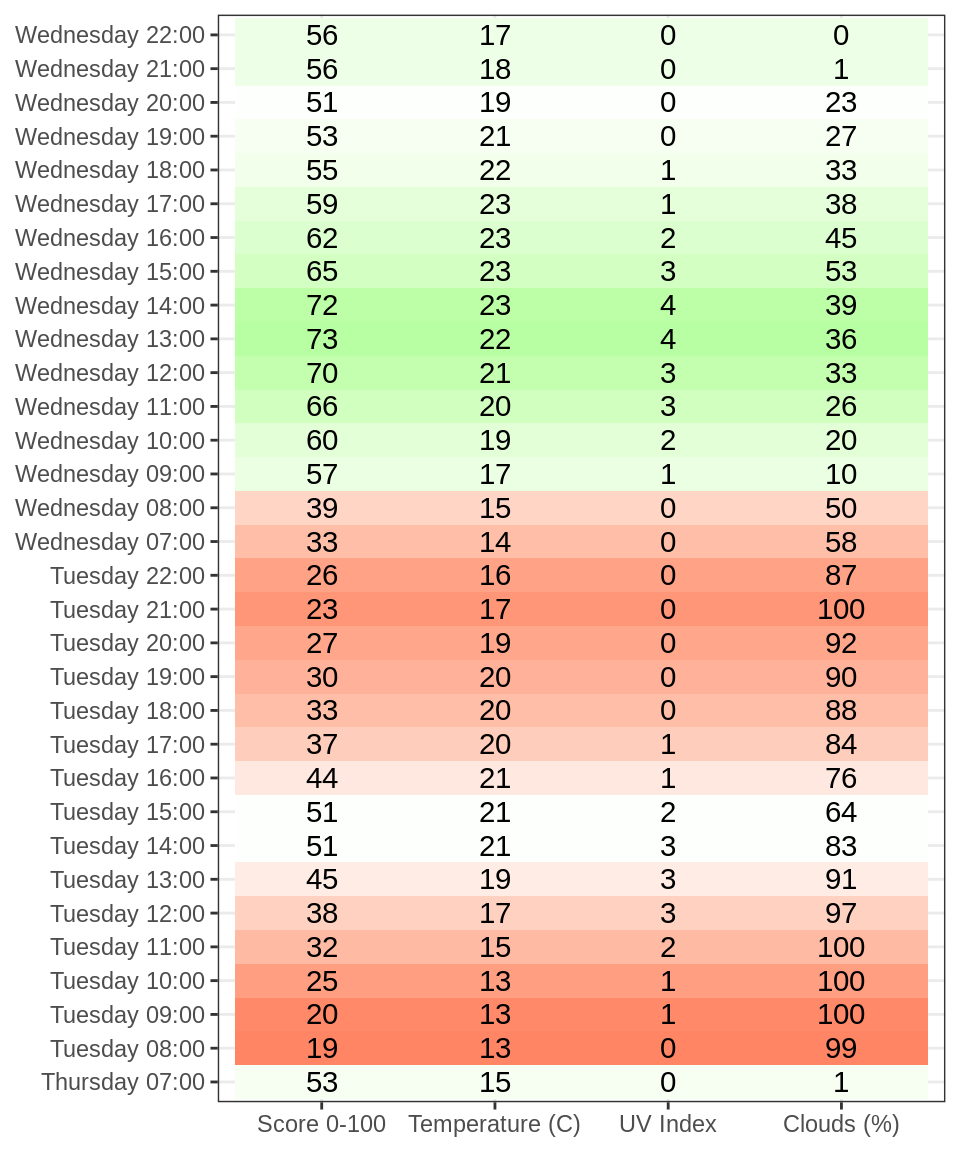 Wednesday 22:00 56 17 0 0
Wednesday 21:00 56 18 0 1
Wednesday 20:00 51 19 0 23
Wednesday 19:00 53 21 0 27
Wednesday 18:00 55 22 1 33
Wednesday 17:00 59 23 1 38
Wednesday 16:00 62 23 2 45
Wednesday 15:00 65 23 3 53
Wednesday 14:00 72 23 4 39
Wednesday 13:00 73 22 4 36
Wednesday 12:00 70 21 3 33
Wednesday 11:00 66 20 3 26
Wednesday 10:00 60 19 2 20
Wednesday 09:00 57 17 1 10
Wednesday 08:00 39 15 0 50
Wednesday 07:00 33 14 0 58
Tuesday 22:00 26 16 0 87
Tuesday 21:00 23 17 0 100
Tuesday 20:00 27 19 0 92
Tuesday 19:00 30 20 0 90
Tuesday 18:00 33 20 0 88
Tuesday 17:00 37 20 1 84
Tuesday 16:00 44 21 1 76
Tuesday 15:00 51 21 2 64
Tuesday 14:00 51 21 3 83
Tuesday 13:00 45 19 3 91
Tuesday 12:00 38 17 3 97
Tuesday 11:00 32 15 2 100
Tuesday 10:00 25 13 1 100
Tuesday 09:00 20 13 1 100
Tuesday 08:00 19 13 0 99
Thursday 07:00 53 15 0 1
Score 0-100 Temperature (C) UV Index Clouds (%)